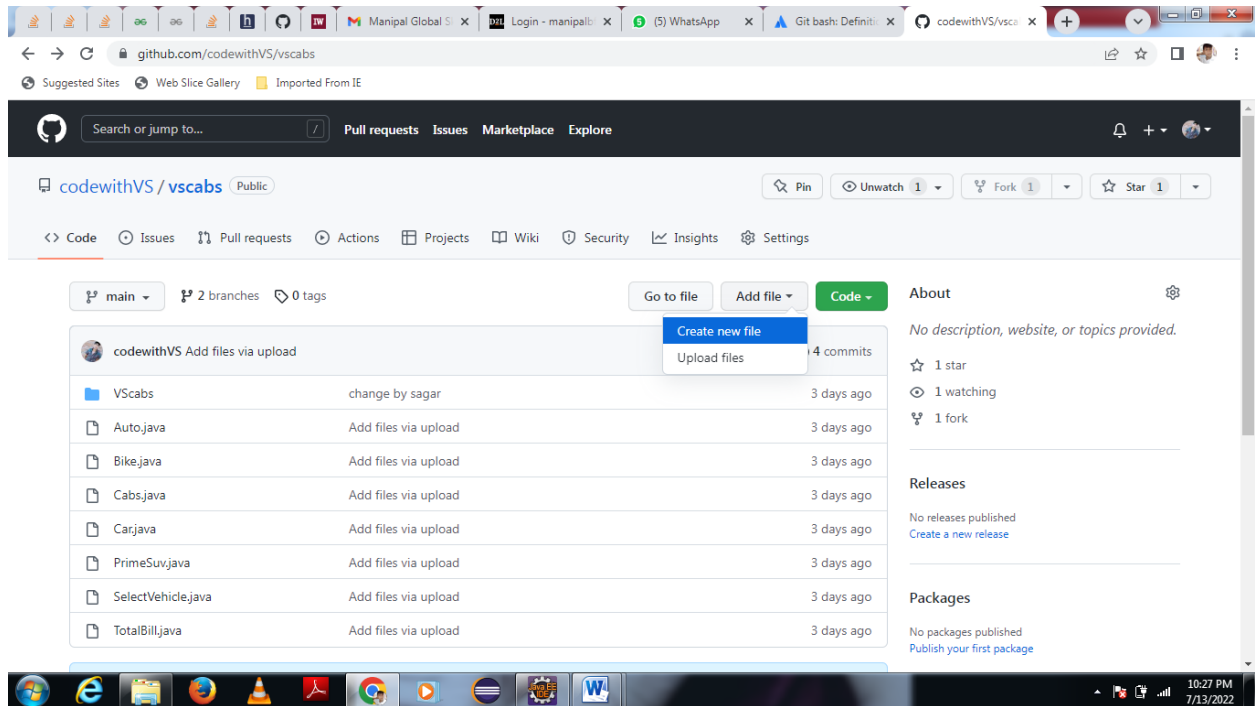 Manipal Global S
Login - manipalb
(5) WhatsApp
Git bash: Definiti
codewithVS/vsca
github.com/codewithVS/vscabs
Suggested Sites Web Slice Gallery Imported From IE
Search or jump to... / Pull requests Issues Marketplace Explore
codewithVS / vscabs Public Pin Unwatch 1 Fork 1 Star 1
<> Code Issues Pull requests Actions Projects Wiki Security Insights Settings
main 2 branches 0 tags Go to file Add file Code
Create new file
Upload files
codewithVS Add files via upload 4 commits
VScabs change by sagar 3 days ago
Auto.java Add files via upload 3 days ago
Bike.java Add files via upload 3 days ago
Cabs.java Add files via upload 3 days ago
Car.java Add files via upload 3 days ago
PrimeSuv.java Add files via upload 3 days ago
SelectVehicle.java Add files via upload 3 days ago
TotalBill.java Add files via upload 3 days ago
About
No description, website, or topics provided.
1 star
1 watching
1 fork
Releases
No releases published
Create a new release
Packages
No packages published
Publish your first package
10:27 PM
7/13/2022